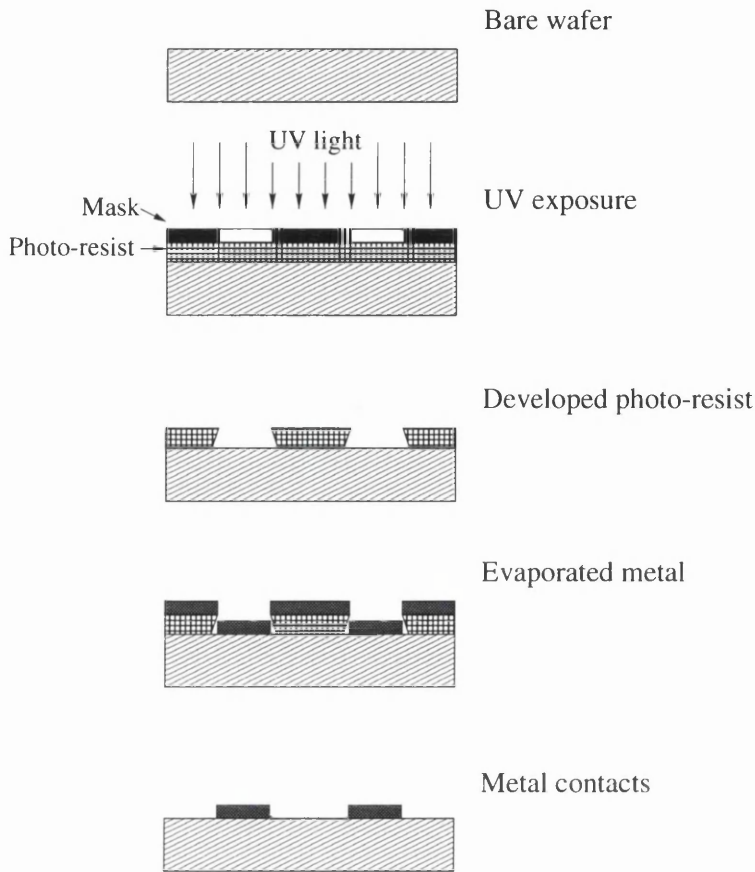 Bare wafer
UV light
UV exposure
Mask
Photo-resist
Developed photo-resist
Evaporated metal
Metal contacts